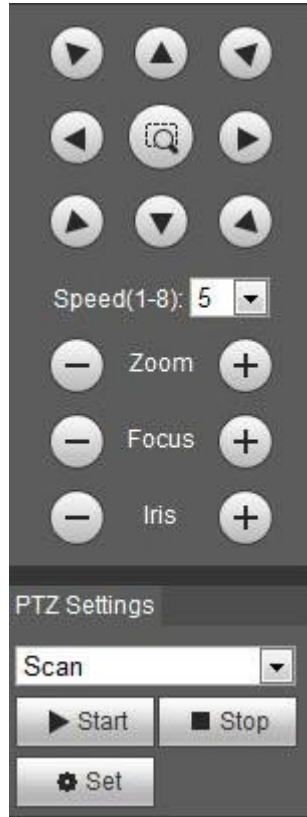 Speed(1-8): 5
Zoom
Focus
Iris
PTZ Settings
Scan
Start Stop
Set